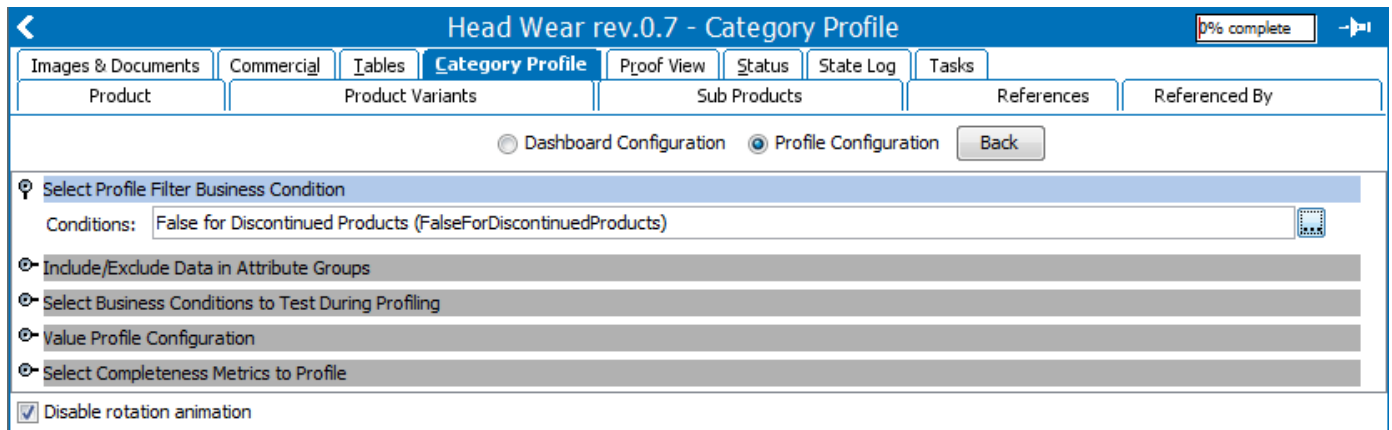 Head Wear rev.0.7 - Category Profile
0% complete
Images & Documents Commercial Tables Category Profile Proof View Status State Log Tasks
Product Product Variants Sub Products References Referenced By
Dashboard Configuration Profile Configuration Back
Select Profile Filter Business Condition
Conditions: False for Discontinued Products (FalseForDiscontinuedProducts) ...
Include/Exclude Data in Attribute Groups
Select Business Conditions to Test During Profiling
Value Profile Configuration
Select Completeness Metrics to Profile
Disable rotation animation